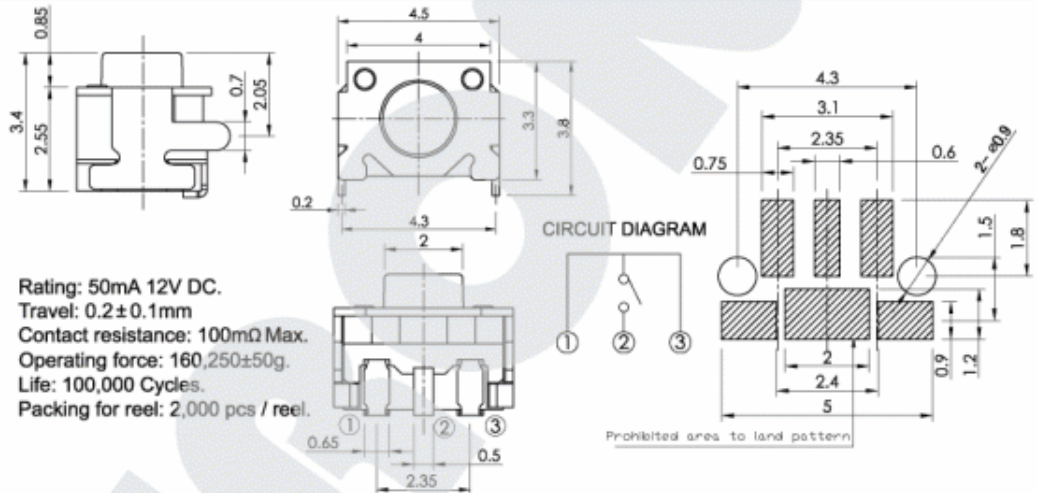 0.85
3.4
2.55
0.7
2.05
4.5
4
3.3
3.8
0.2
4.3
4.3
3.1
2.35
0.75
0.6
2- ⌀0.9
1.5
1.8
0.9
1.2
2
2.4
5
Prohibited area to land pattern
CIRCUIT DIAGRAM
① ② ③
Rating: 50mA 12V DC.
Travel: 0.2±0.1mm
Contact resistance: 100mΩ Max.
Operating force: 160,250±50g.
Life: 100,000 Cycles.
Packing for reel: 2,000 pcs / reel.
2
① ② ③
0.65
0.5
2.35